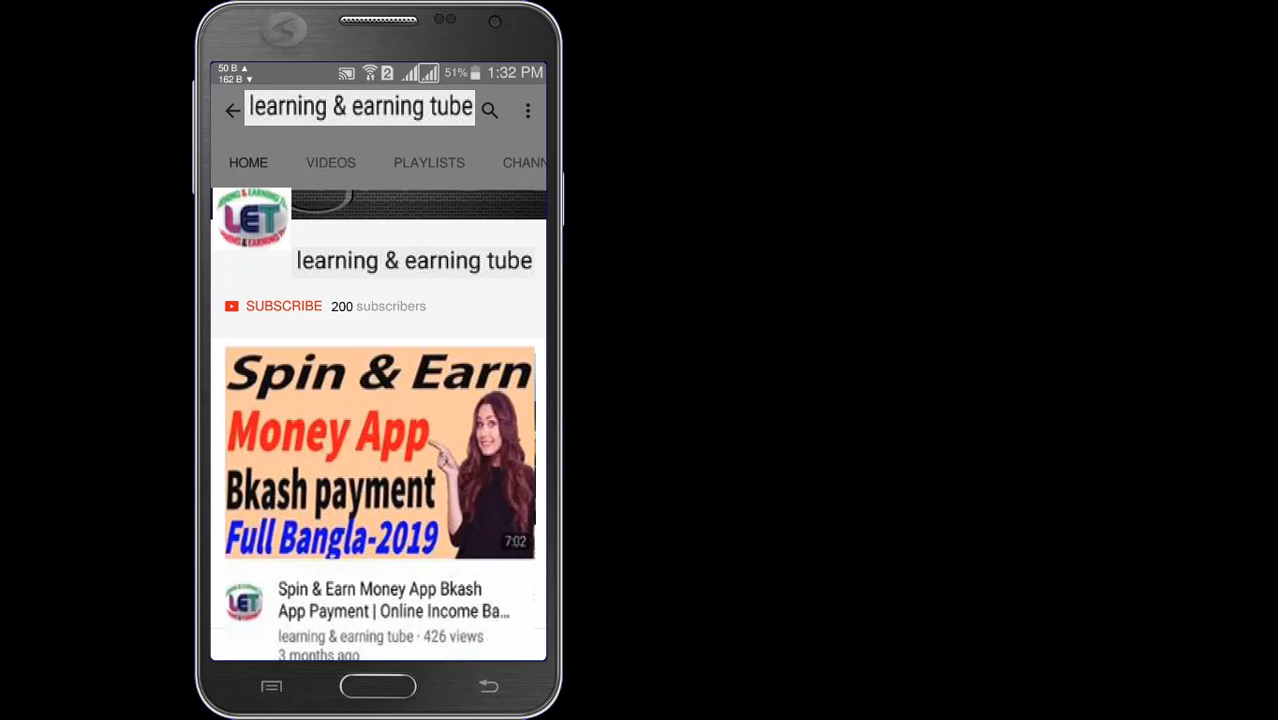 50 B
162 B
2
51%
1:32 PM
learning & earning tube
HOME VIDEOS PLAYLISTS CHANN
LET
learning & earning tube
SUBSCRIBE 200 subscribers
Spin & Earn
Money App
Bkash payment
Full Bangla-2019
7:02
LET
Spin & Earn Money App Bkash
App Payment | Online Income Ba...
learning & earning tube · 426 views
3 months ago